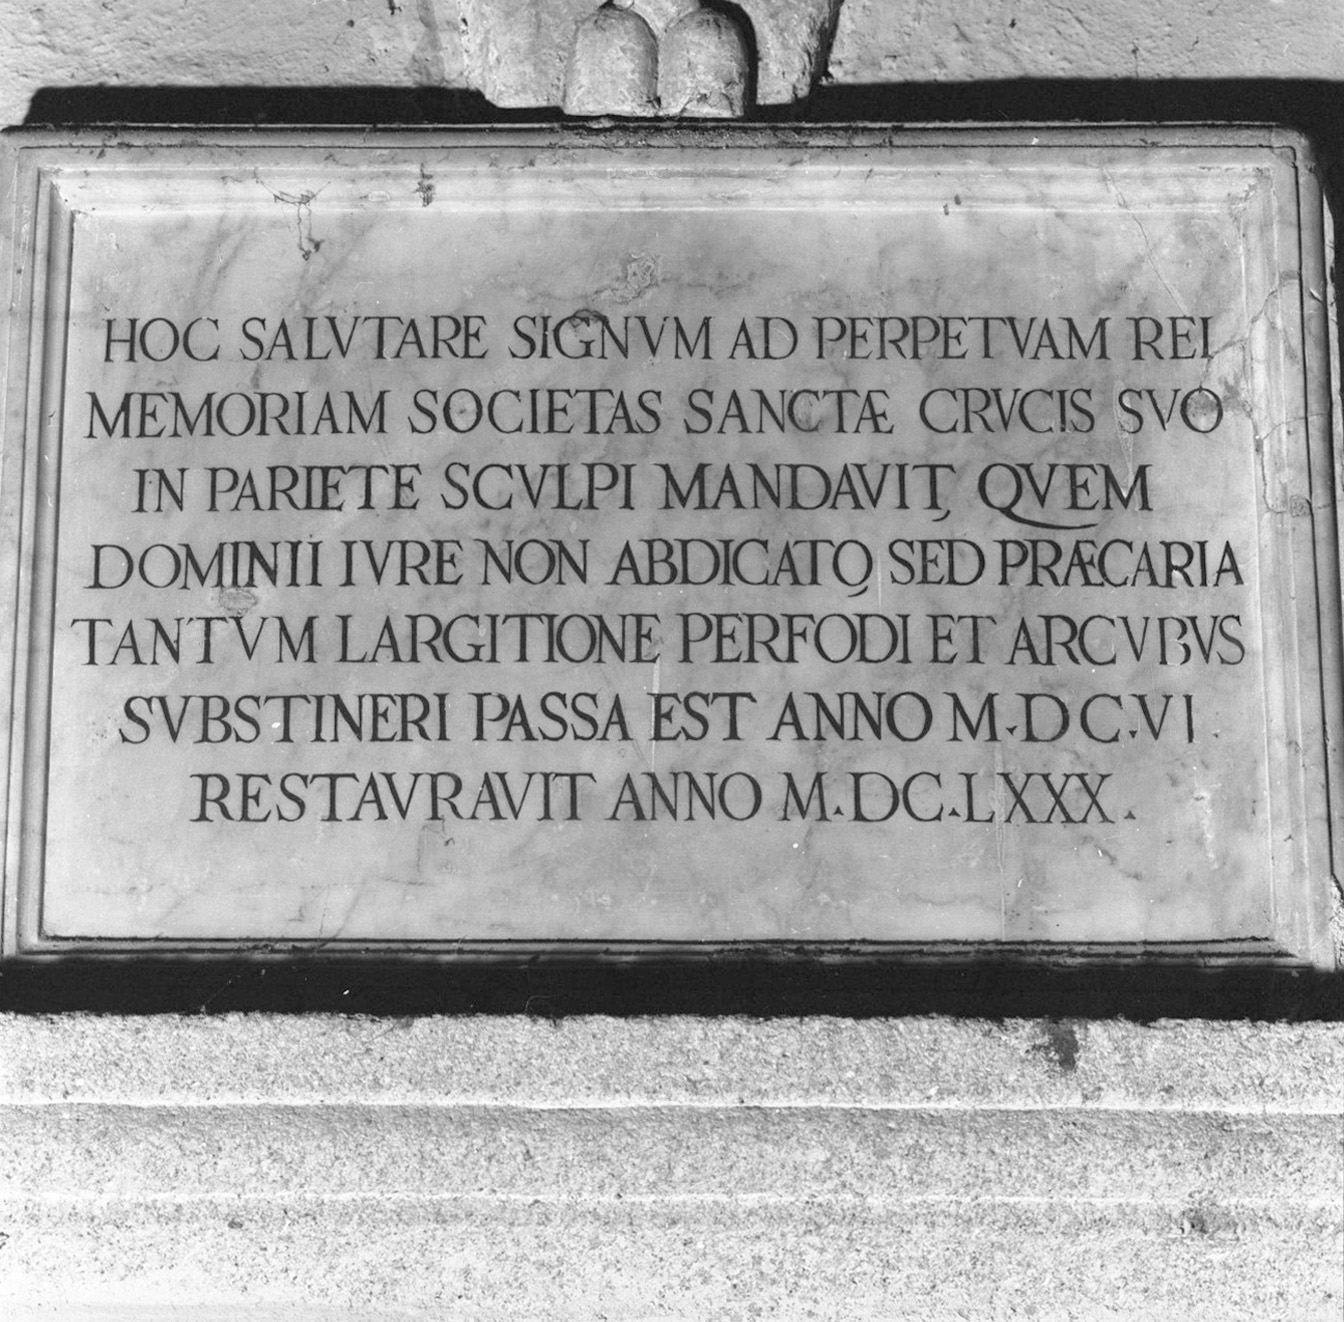 HOC SALVTARE SIGNVM AD PERPETVAM REI
MEMORIAM SOCIETAS SANCTÆ CRVCIS SVO
IN PARIETE SCVLPI MANDAVIT, QVEM
DOMINII IVRE NON ABDICATO, SED PRÆCARIA
TANTVM LARGITIONE PERFODI ET ARCVBVS
SVBSTINERI PASSA EST ANNO M.DC.VI.
RESTAVRAVIT ANNO M.DC.LXXX.